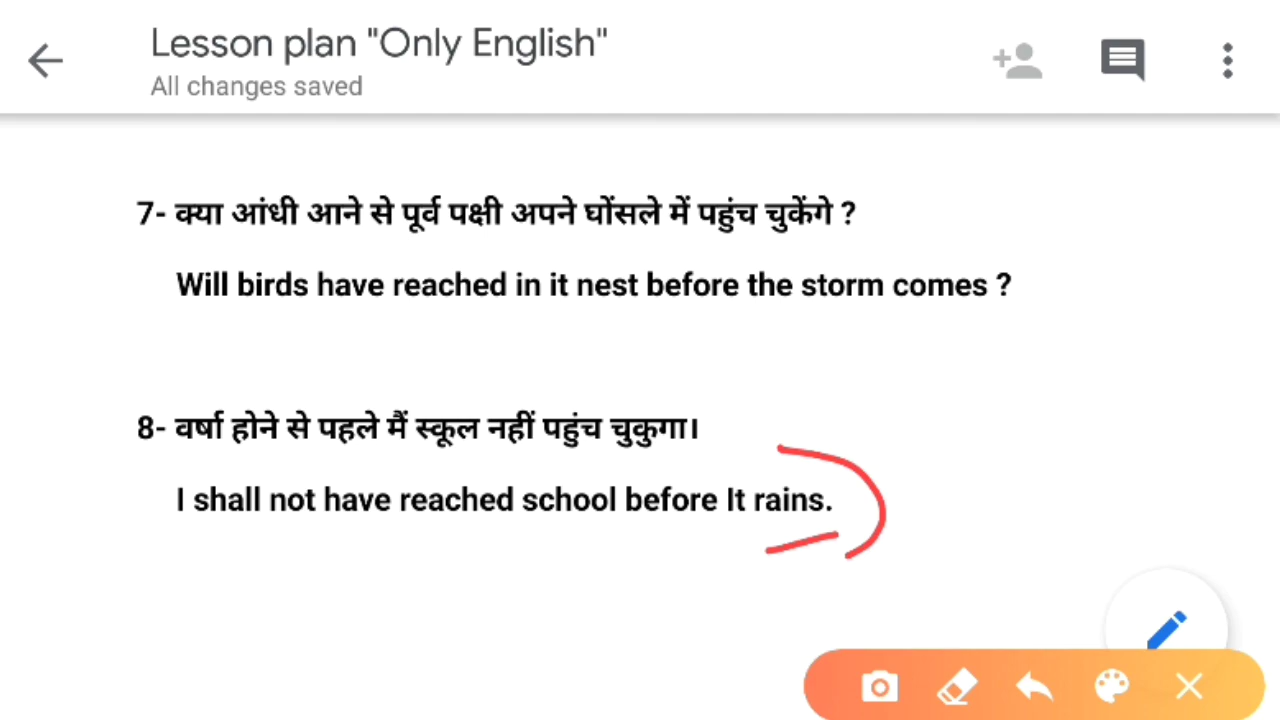 Lesson plan "Only English"
All changes saved
7- क्या आंधी आने से पूर्व पक्षी अपने घोंसले में पहुंच चुकेंगे ?
Will birds have reached in it nest before the storm comes ?
8- वर्षा होने से पहले मैं स्कूल नहीं पहुंच चुकुगा।
I shall not have reached school before It rains.